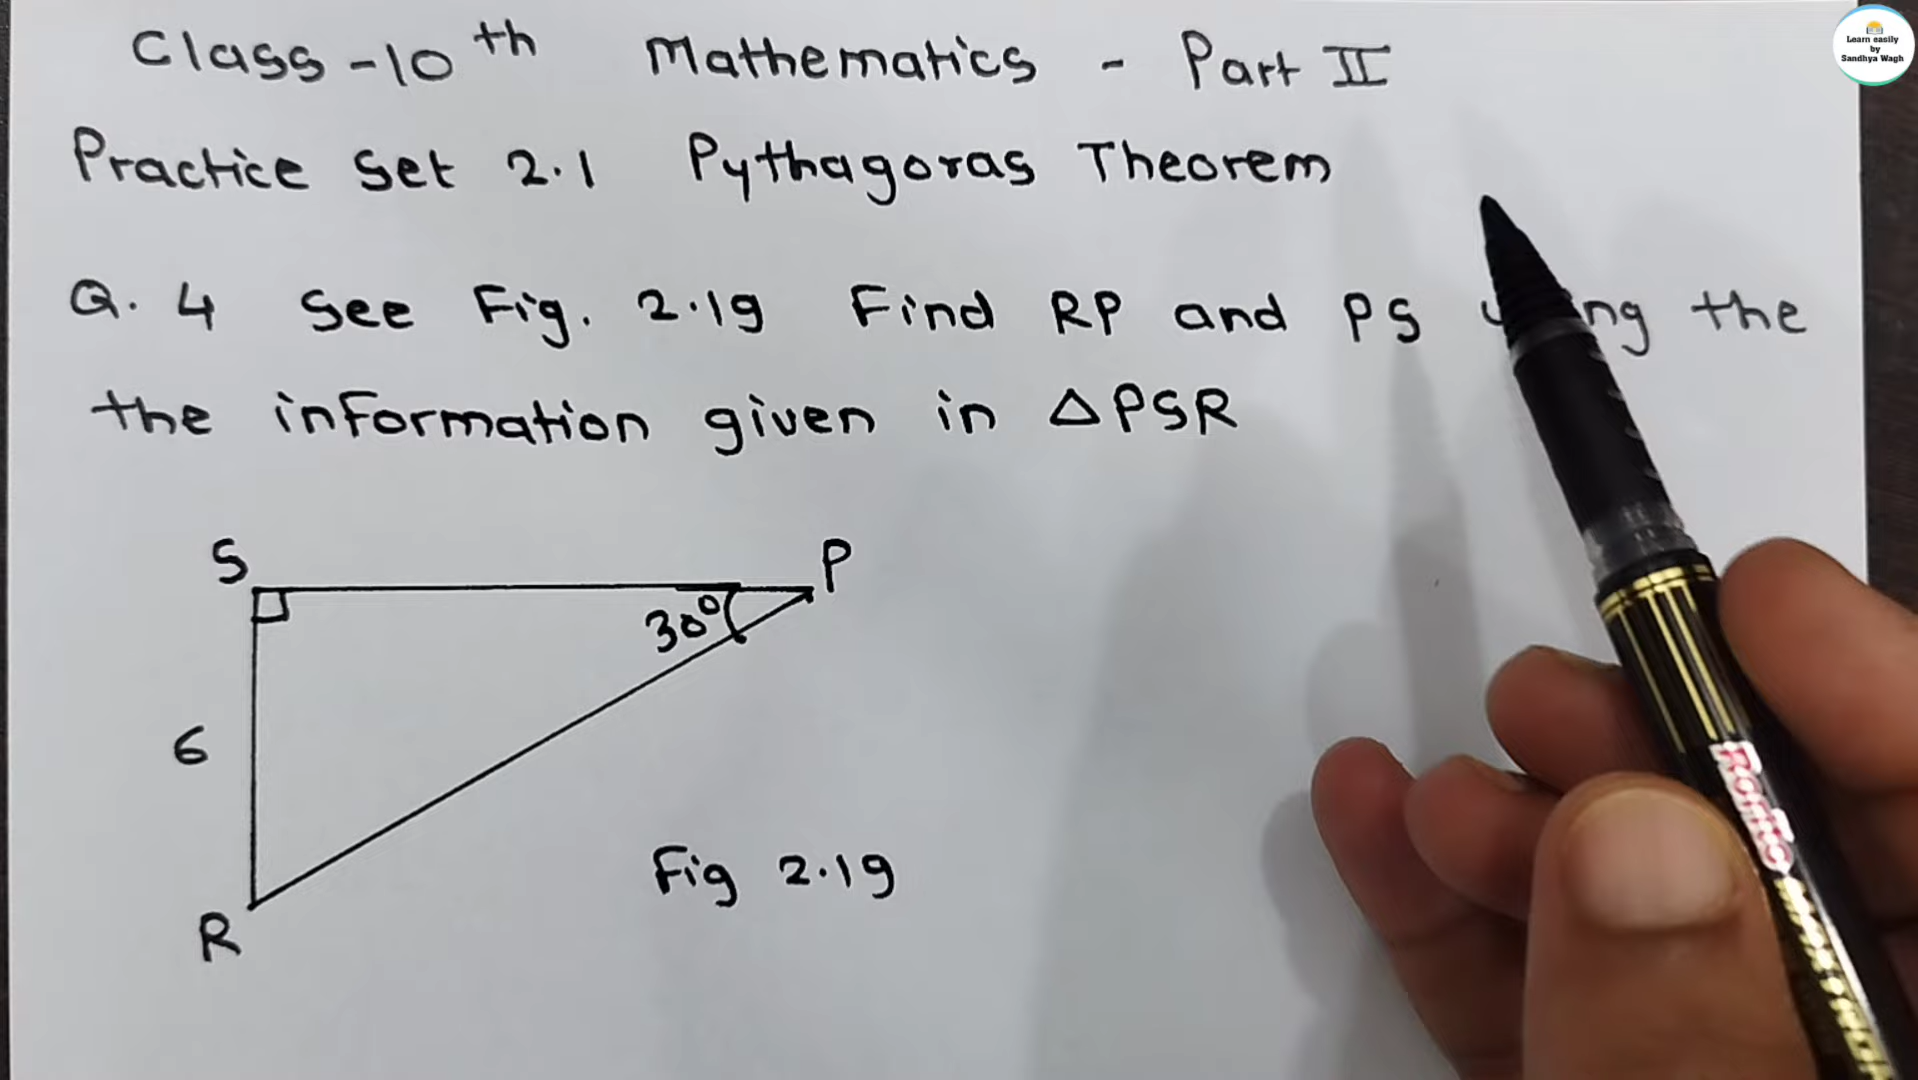 Class-10th Mathematics - Part II
Practice Set 2.1 Pythagoras Theorem
Q. 4 See Fig. 2.19 Find RP and PS the
the information given in △PSR
S
P
30°
6
R
Fig 2.19
Learn easily
by
Sandhya Wagh